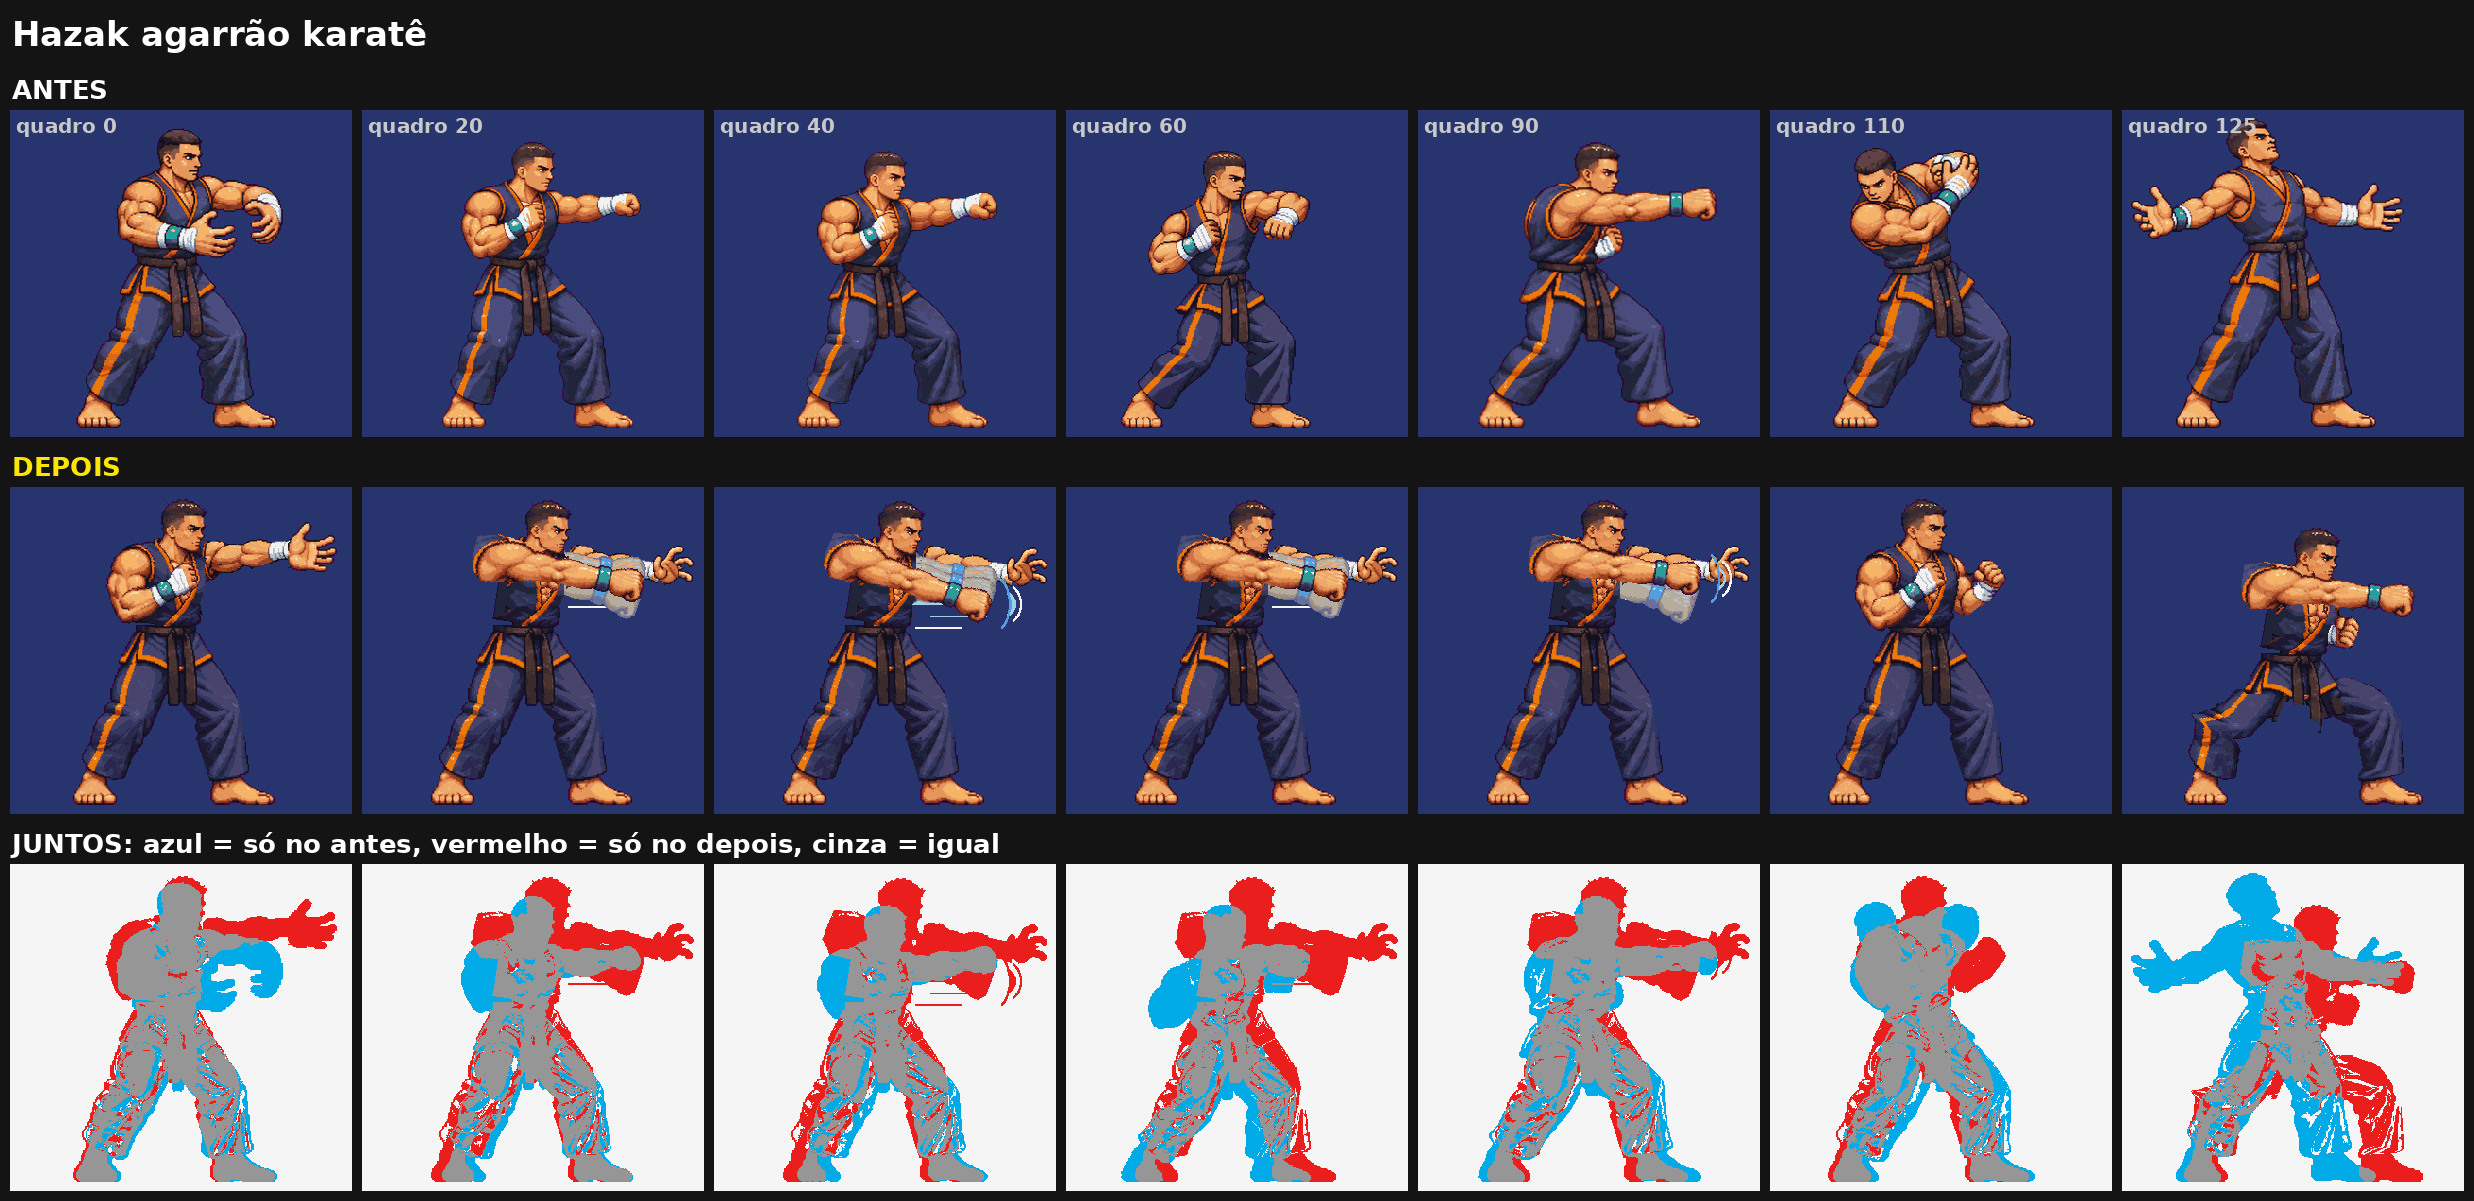 Hazak agarrão karatê
ANTES
quadro 0
quadro 20
quadro 40
quadro 60
quadro 90
quadro 110
quadro 125
DEPOIS
JUNTOS: azul = só no antes, vermelho = só no depois, cinza = igual